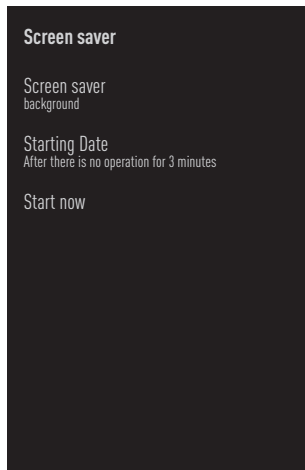 Screen saver
Screen saver
background
Starting Date
After there is no operation for 3 minutes
Start now